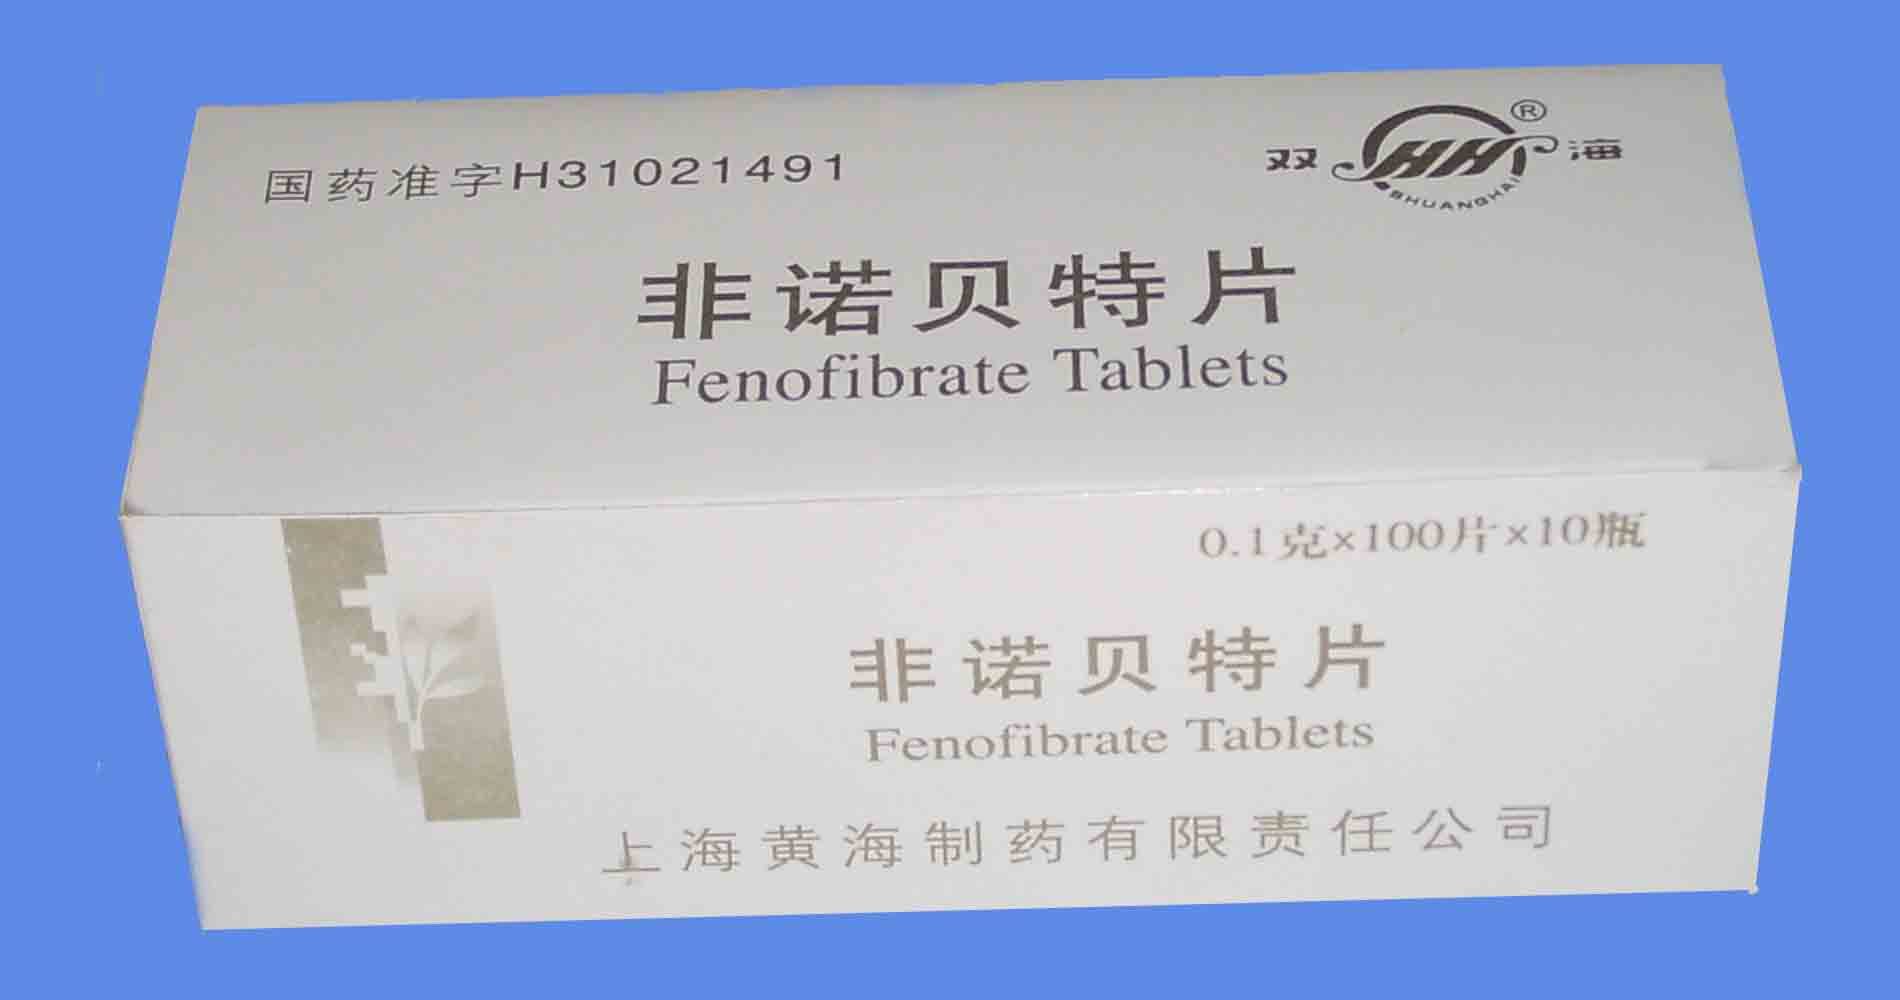 国药准字H31021491
双 HH® 海
SHUANGHAI
非诺贝特片
Fenofibrate Tablets
0.1克×100片×10瓶
非诺贝特片
Fenofibrate Tablets
上海黄海制药有限责任公司